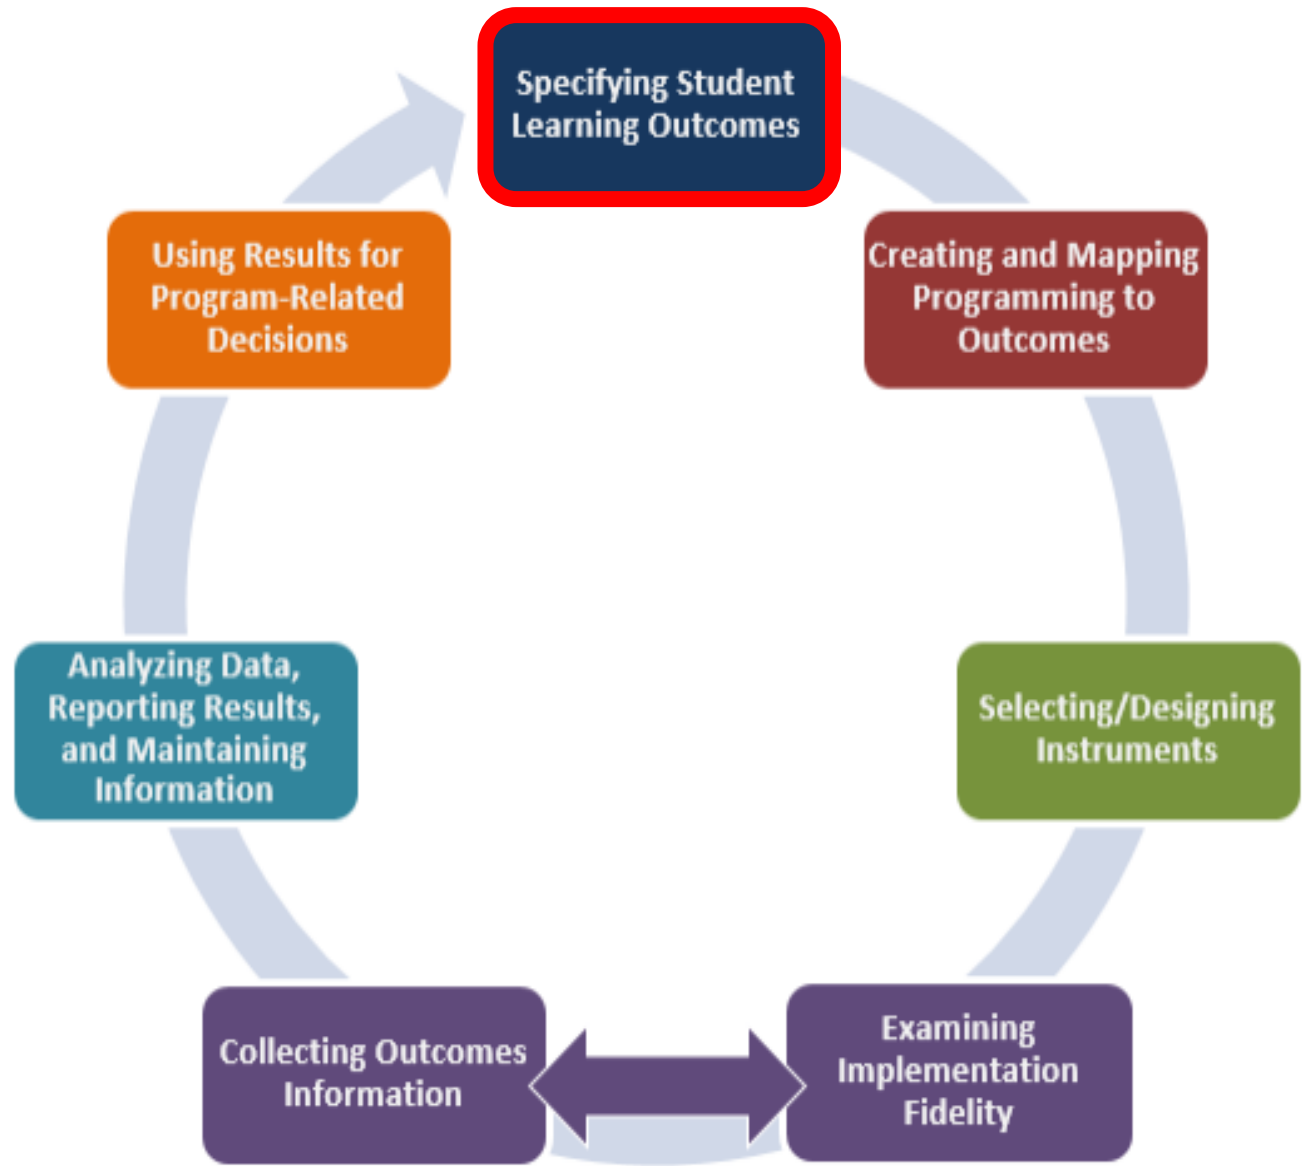 Specifying Student
Learning Outcomes
Creating and Mapping
Programming to
Outcomes
Selecting/Designing
Instruments
Examining
Implementation
Fidelity
Collecting Outcomes
Information
Analyzing Data,
Reporting Results,
and Maintaining
Information
Using Results for
Program-Related
Decisions